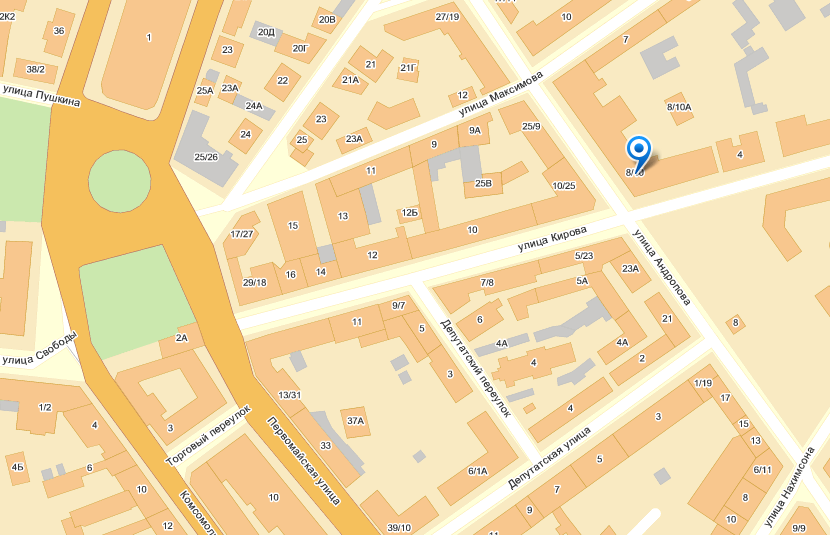 2К2
36
1
20В
20Д
20Г
23
27/19
10
7
38/2
улица Пушкина
25А
23А
22
21
21А
21Г
24А
12
улица Максимова
8/10А
24
23
25
23А
9
9А
25/9
25/26
11
25В
10/25
4
17/27
15
13
12Б
10
улица Кирова
12
29/18
16
14
5/23
23А
улица Андропова
7/8
5А
9/7
11
5
6
21
8
2А
улица Свободы
Депутатский переулок
4А
4А
4
2
3
13/31
1/19
17
1/2
4
3
Торговый переулок
37А
4
3
15
13
33
Первомайская улица
Депутатская улица
4Б
6
10
12
10
6/1А
5
7
9
6/11
8
10
улица Нахимсона
39/10
9/9